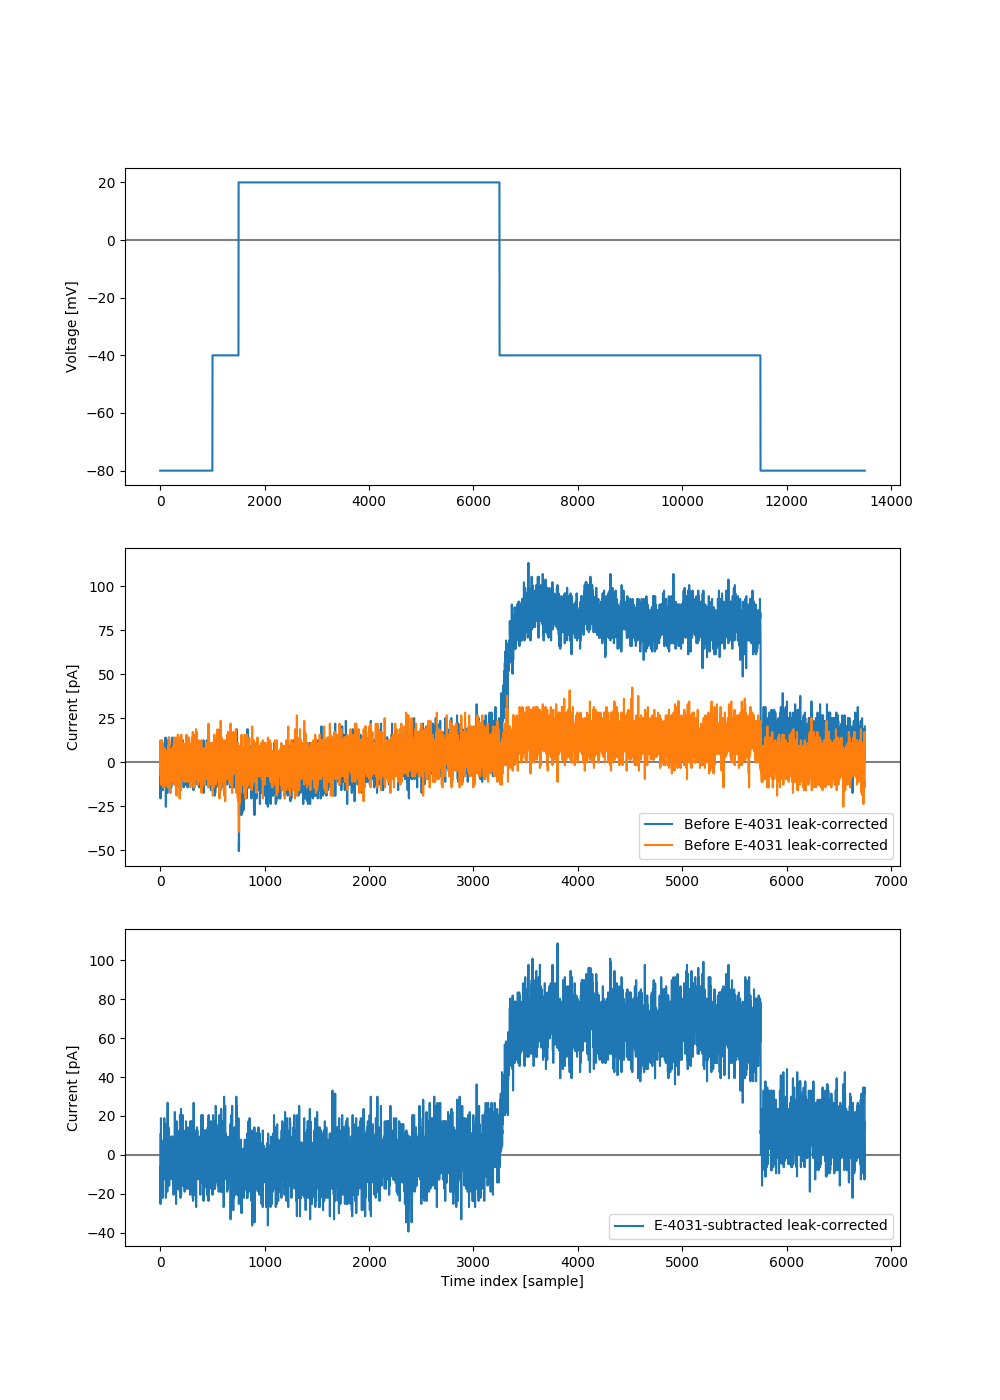 Voltage [mV]
20
0
−20
−40
−60
−80
0 2000 4000 6000 8000 10000 12000 14000
Current [pA]
100
75
50
25
0
−25
−50
Before E-4031 leak-corrected
Before E-4031 leak-corrected
0 1000 2000 3000 4000 5000 6000 7000
Current [pA]
100
80
60
40
20
0
−20
−40
E-4031-subtracted leak-corrected
0 1000 2000 3000 4000 5000 6000 7000
Time index [sample]